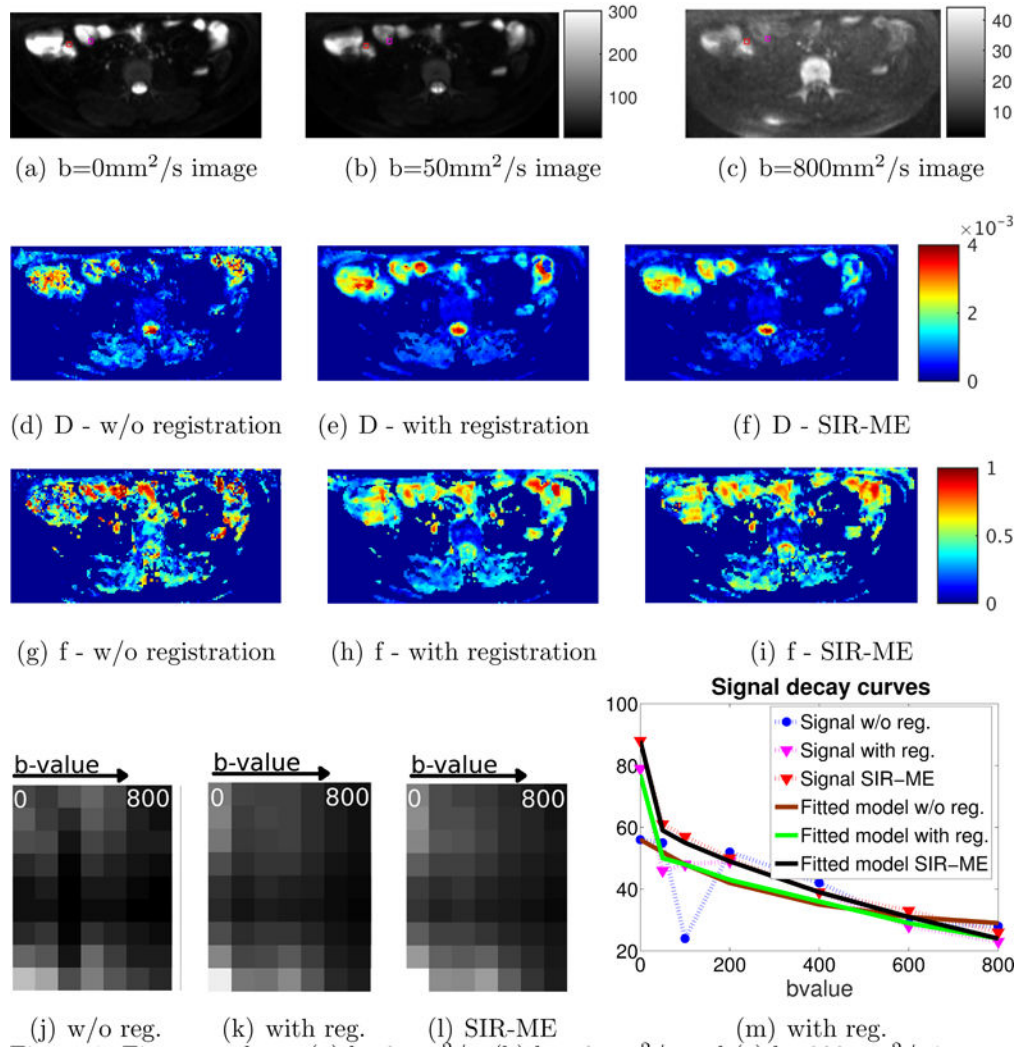 300
200
100
40
30
20
10
(a) b=0mm²/s image
(b) b=50mm²/s image
(c) b=800mm²/s image
×10⁻³
4
2
0
(d) D - w/o registration
(e) D - with registration
(f) D - SIR-ME
1
0.5
0
(g) f - w/o registration
(h) f - with registration
(i) f - SIR-ME
b-value
0 800
b-value
0 800
b-value
0 800
Signal decay curves
100
80
60
40
20
0 200 400 600 800
bvalue
Signal w/o reg.
Signal with reg.
Signal SIR−ME
Fitted model w/o reg.
Fitted model with reg.
Fitted model SIR−ME
(j) w/o reg.
(k) with reg.
(l) SIR-ME
(m) with reg.